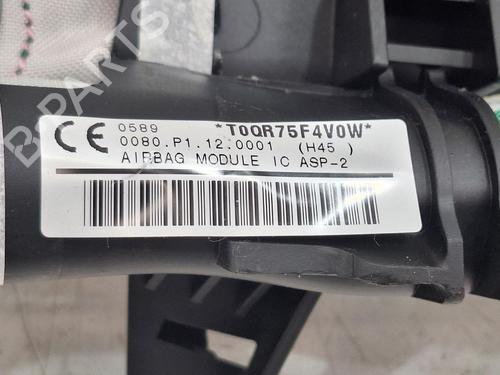 B-PARTS
CE 0589 *T0QR75F4V0W*
0080.P1.12.0001 (H45 )
AIRBAG MODULE IC ASP-2